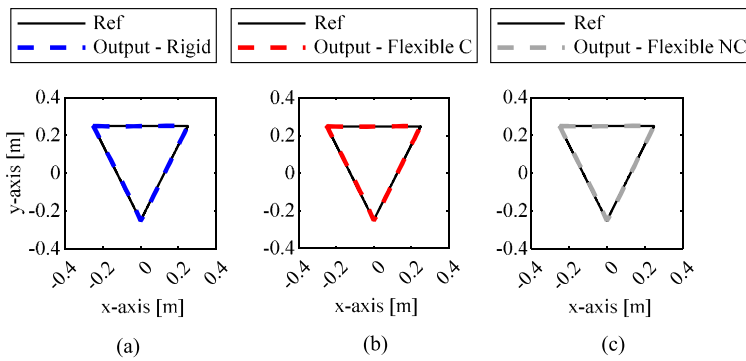 Ref
Output - Rigid
Ref
Output - Flexible C
Ref
Output - Flexible NC
0.4
0.2
0
-0.2
-0.4
y-axis [m]
-0.4
-0.2
0
0.2
0.4
x-axis [m]
(a)
0.4
0.2
0
-0.2
-0.4
-0.4
-0.2
0
0.2
0.4
x-axis [m]
(b)
0.4
0.2
0
-0.2
-0.4
-0.4
-0.2
0
0.2
0.4
x-axis [m]
(c)